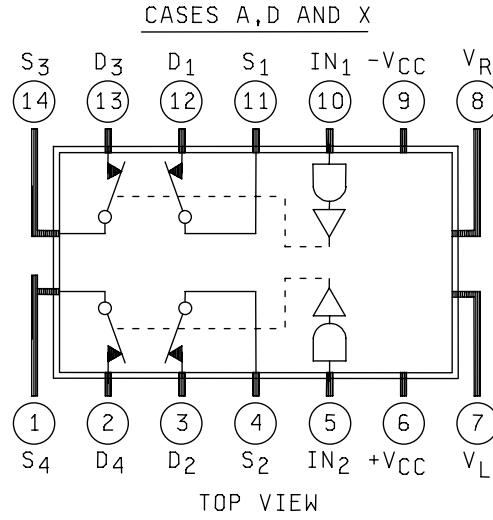 CASES A,D AND X
S3 D3 D1 S1 IN1 -VCC VR
14 13 12 11 10 9 8
1 2 3 4 5 6 7
S4 D4 D2 S2 IN2 +VCC VL
TOP VIEW